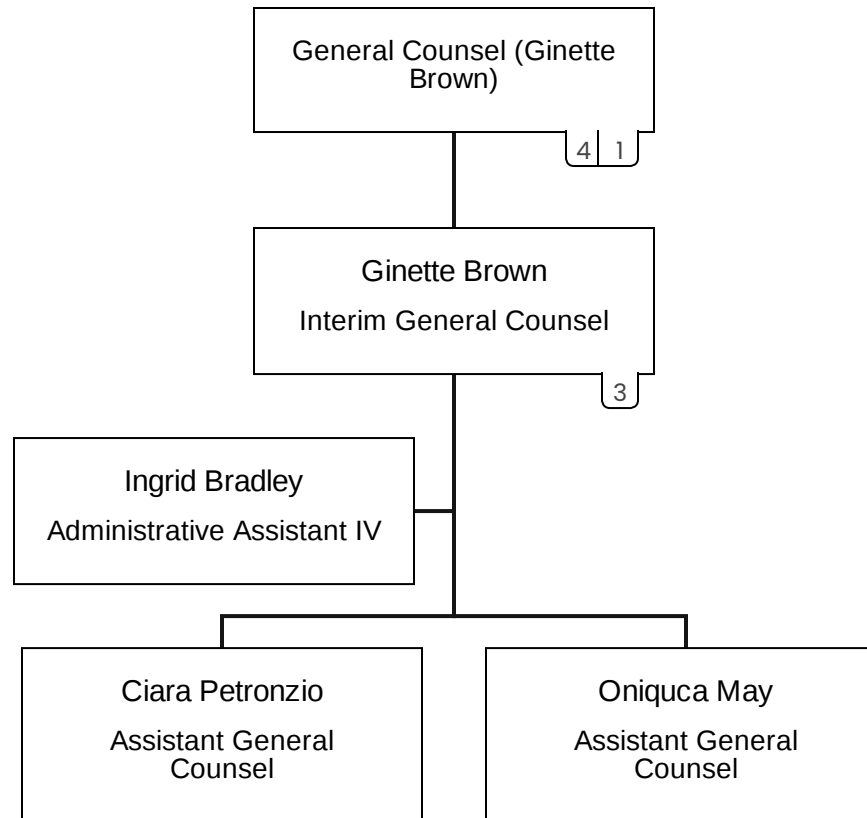 General Counsel (Ginette
Brown)
4 1
Ginette Brown
Interim General Counsel
3
Ingrid Bradley
Administrative Assistant IV
Ciara Petronzio
Assistant General
Counsel
Oniquca May
Assistant General
Counsel